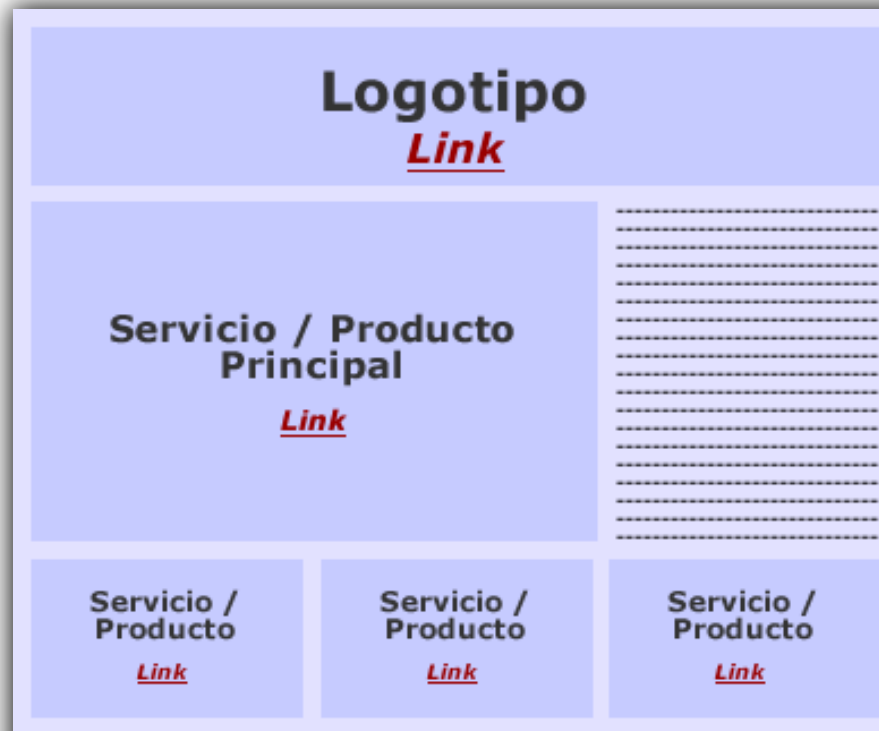 Logotipo
Link
Servicio / Producto
Principal
Link
Servicio /
Producto
Link
Servicio /
Producto
Link
Servicio /
Producto
Link